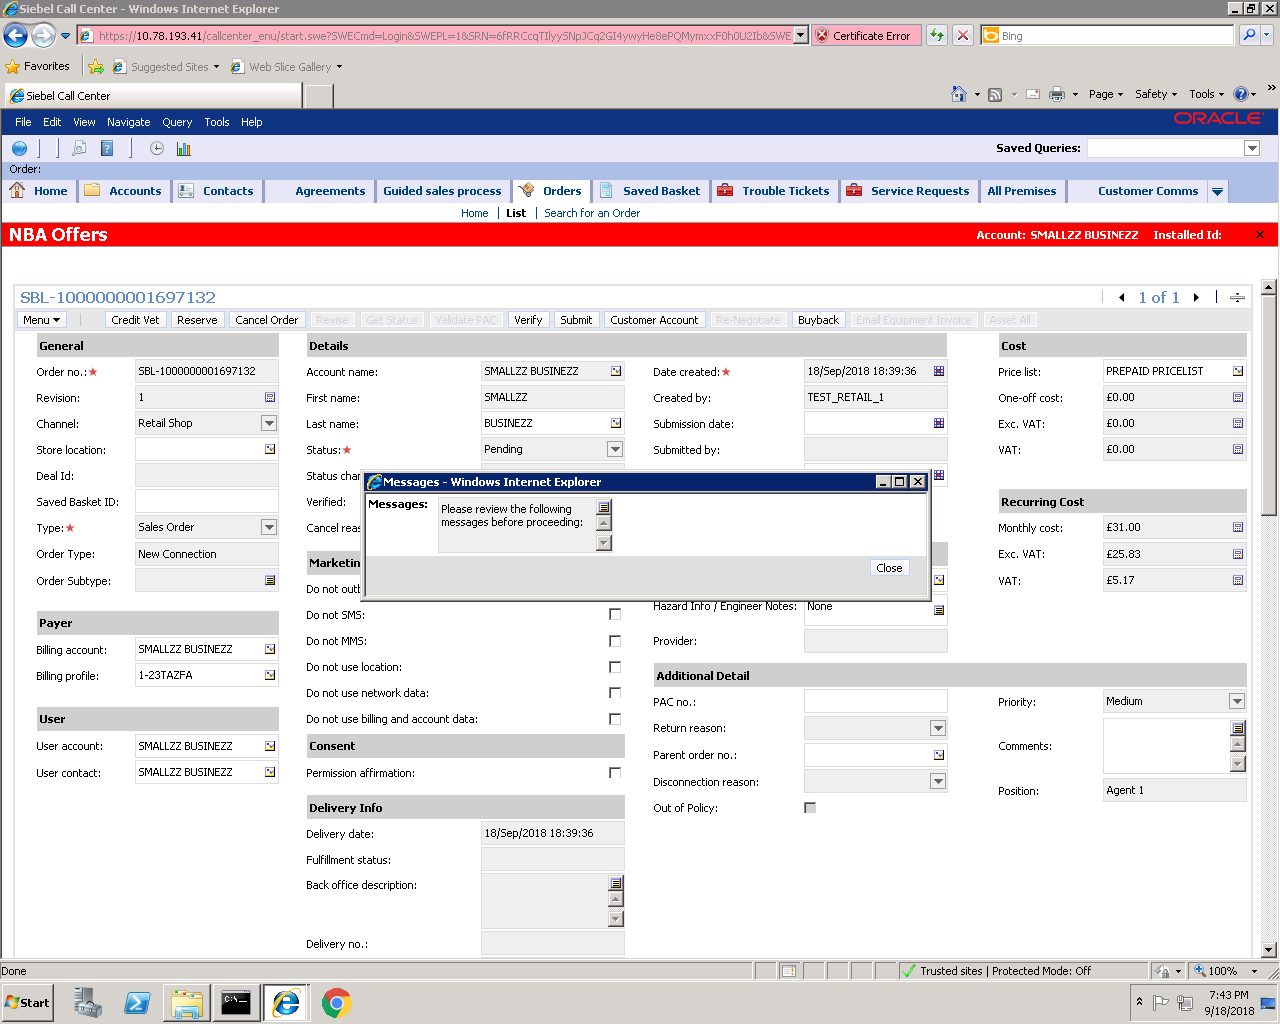 Siebel Call Center - Windows Internet Explorer
https://10.78.193.41/callcenter_enu/start.swe?SWECmd=Login&SWEPL=1&SRN=6fRRCcqTIlyySNpJCq2GI4ywyHe8ePQMymxxF0h0U2Ib&SWE Certificate Error Bing
Favorites Suggested Sites Web Slice Gallery
Siebel Call Center Page Safety Tools
File Edit View Navigate Query Tools Help ORACLE
Saved Queries:
Order:
Home Accounts Contacts Agreements Guided sales process Orders Saved Basket Trouble Tickets Service Requests All Premises Customer Comms
Home List Search for an Order
NBA Offers Account: SMALLZZ BUSINEZZ Installed Id:
SBL-1000000001697132 1 of 1
Menu Credit Vet Reserve Cancel Order Revise Get Status Validate PAC Verify Submit Customer Account Re-Negotiate Buyback Email Equipment Invoice Asset All
General Details Cost
Order no.: SBL-1000000001697132 Account name: SMALLZZ BUSINEZZ Date created: 18/Sep/2018 18:39:36 Price list: PREPAID PRICELIST
Revision: 1 First name: SMALLZZ Created by: TEST_RETAIL_1 One-off cost: £0.00
Channel: Retail Shop Last name: BUSINEZZ Submission date: Exc. VAT: £0.00
Store location: Status: Pending Submitted by: VAT: £0.00
Deal Id: Status chan
Messages - Windows Internet Explorer
Saved Basket ID: Verified: Recurring Cost
Messages: Please review the following
messages before proceeding:
Type: Sales Order Cancel reas Monthly cost: £31.00
Order Type: New Connection Exc. VAT: £25.83
Marketin
Close
Order Subtype: VAT: £5.17
Do not outb
Hazard Info / Engineer Notes: None
Payer Do not SMS:
Billing account: SMALLZZ BUSINEZZ Do not MMS: Provider:
Billing profile: 1-23TAZFA Do not use location: Additional Detail
Do not use network data: PAC no.: Priority: Medium
User Do not use billing and account data: Return reason:
User account: SMALLZZ BUSINEZZ Consent Parent order no.: Comments:
User contact: SMALLZZ BUSINEZZ Permission affirmation: Disconnection reason: Position: Agent 1
Delivery Info Out of Policy:
Delivery date: 18/Sep/2018 18:39:36
Fulfillment status:
Back office description:
Delivery no.:
Done Trusted sites | Protected Mode: Off 100%
Start 7:43 PM
9/18/2018